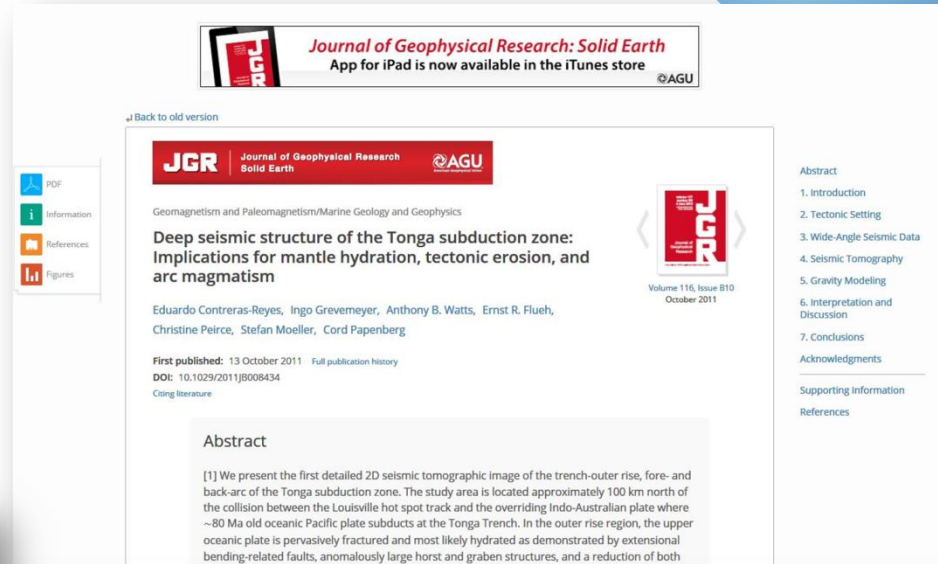 Journal of Geophysical Research: Solid Earth
App for iPad is now available in the iTunes store
AGU
Back to old version
JGR
Journal of Geophysical Research
Solid Earth
AGU
PDF
Information
References
Figures
Geomagnetism and Paleomagnetism/Marine Geology and Geophysics
Deep seismic structure of the Tonga subduction zone:
Implications for mantle hydration, tectonic erosion, and
arc magmatism
Eduardo Contreras-Reyes, Ingo Grevemeyer, Anthony B. Watts, Ernst R. Flueh,
Christine Peirce, Stefan Moeller, Cord Papenberg
First published: 13 October 2011 Full publication history
DOI: 10.1029/2011JB008434
Citing literature
JGR
Volume 116, Issue B10
October 2011
Abstract
[1] We present the first detailed 2D seismic tomographic image of the trench-outer rise, fore- and
back-arc of the Tonga subduction zone. The study area is located approximately 100 km north of
the collision between the Louisville hot spot track and the overriding Indo-Australian plate where
~80 Ma old oceanic Pacific plate subducts at the Tonga Trench. In the outer rise region, the upper
oceanic plate is pervasively fractured and most likely hydrated as demonstrated by extensional
bending-related faults, anomalously large horst and graben structures, and a reduction of both
Abstract
1. Introduction
2. Tectonic Setting
3. Wide-Angle Seismic Data
4. Seismic Tomography
5. Gravity Modeling
6. Interpretation and
Discussion
7. Conclusions
Acknowledgments
Supporting Information
References